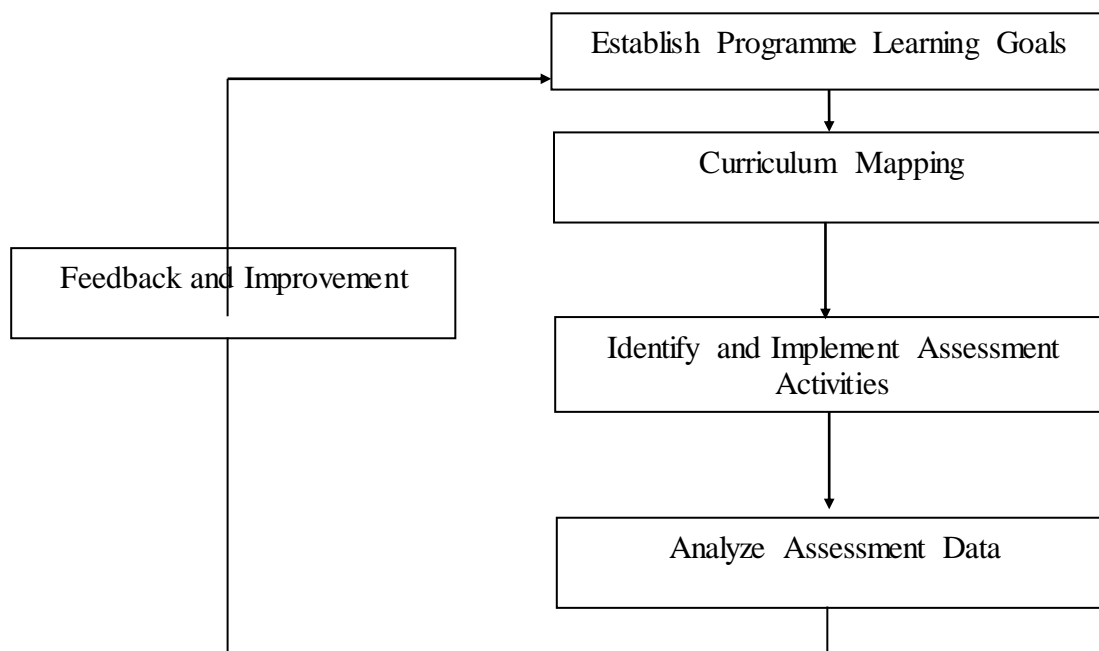 Establish Programme Learning Goals
Curriculum Mapping
Feedback and Improvement
Identify and Implement Assessment
Activities
Analyze Assessment Data